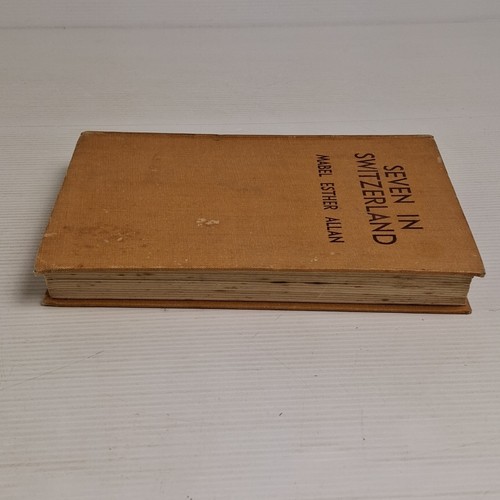 SEVEN IN
SWITZERLAND
MABEL ESTHER ALLAN